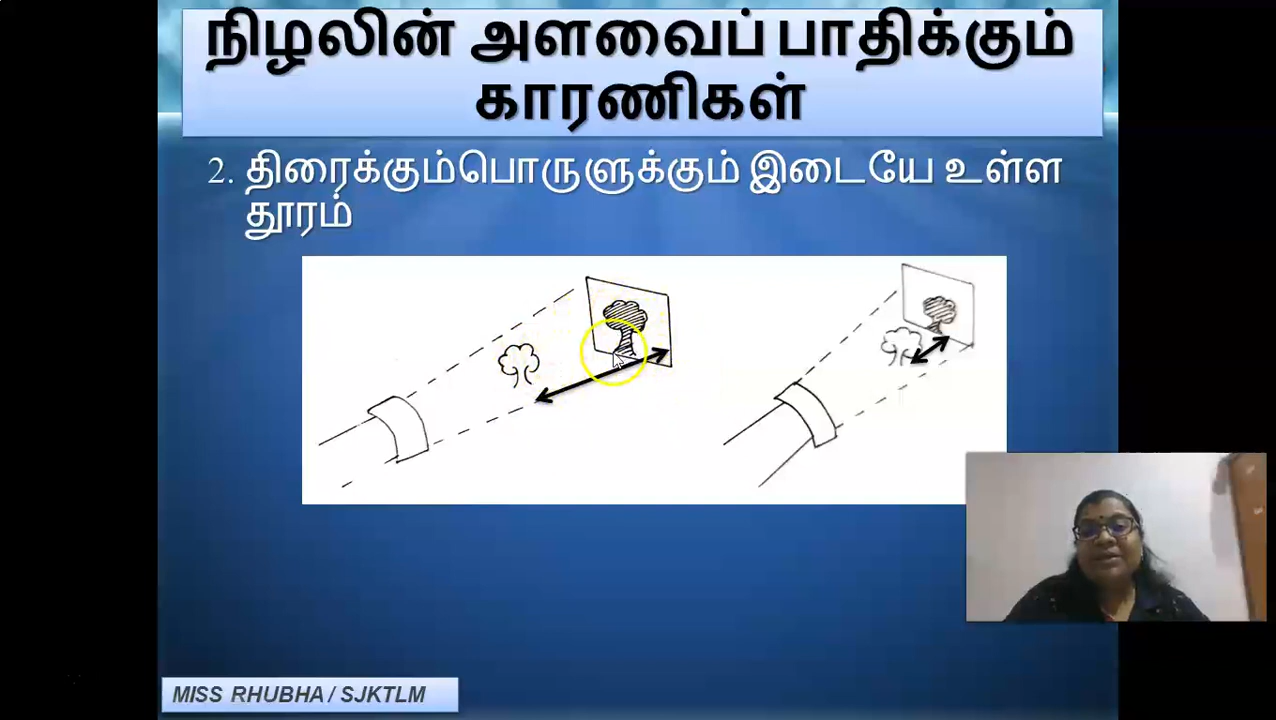 நிழலின் அளவைப் பாதிக்கும்
காரணிகள்
2. திரைக்கும்பொருளுக்கும் இடையே உள்ள
தூரம்
MISS RHUBHA / SJKTLM